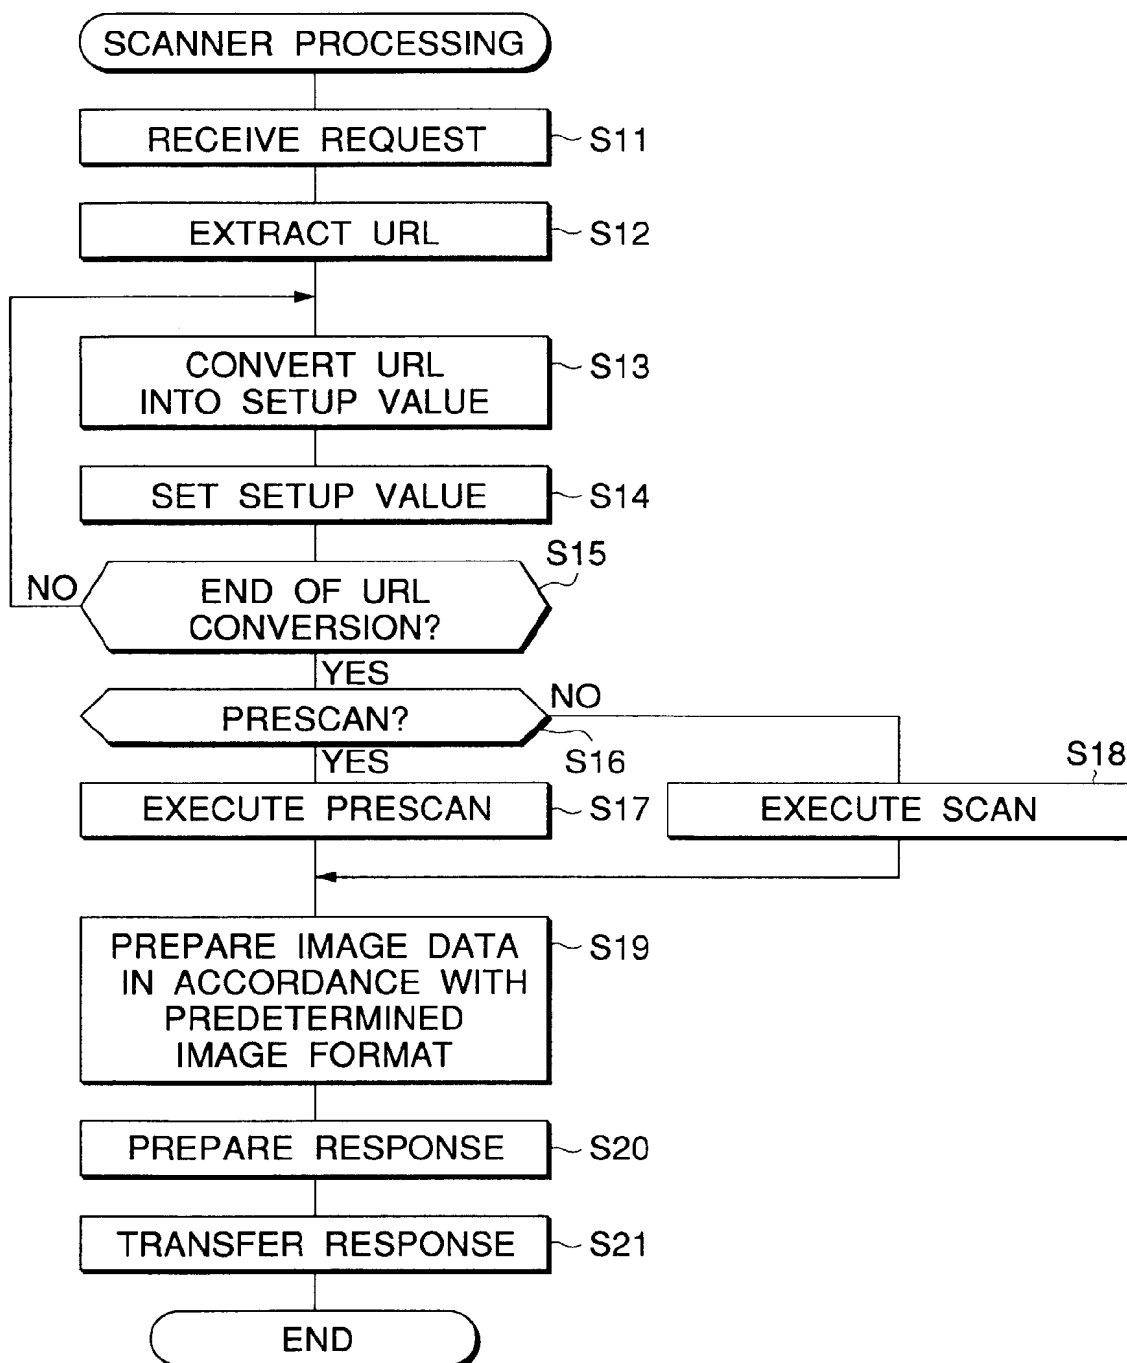 SCANNER PROCESSING
RECEIVE REQUEST
S11
EXTRACT URL
S12
CONVERT URL
INTO SETUP VALUE
S13
SET SETUP VALUE
S14
S15
NO
END OF URL
CONVERSION?
YES
NO
PRESCAN?
S16
YES
S18
EXECUTE PRESCAN
S17
EXECUTE SCAN
PREPARE IMAGE DATA
IN ACCORDANCE WITH
PREDETERMINED
IMAGE FORMAT
S19
PREPARE RESPONSE
S20
TRANSFER RESPONSE
S21
END